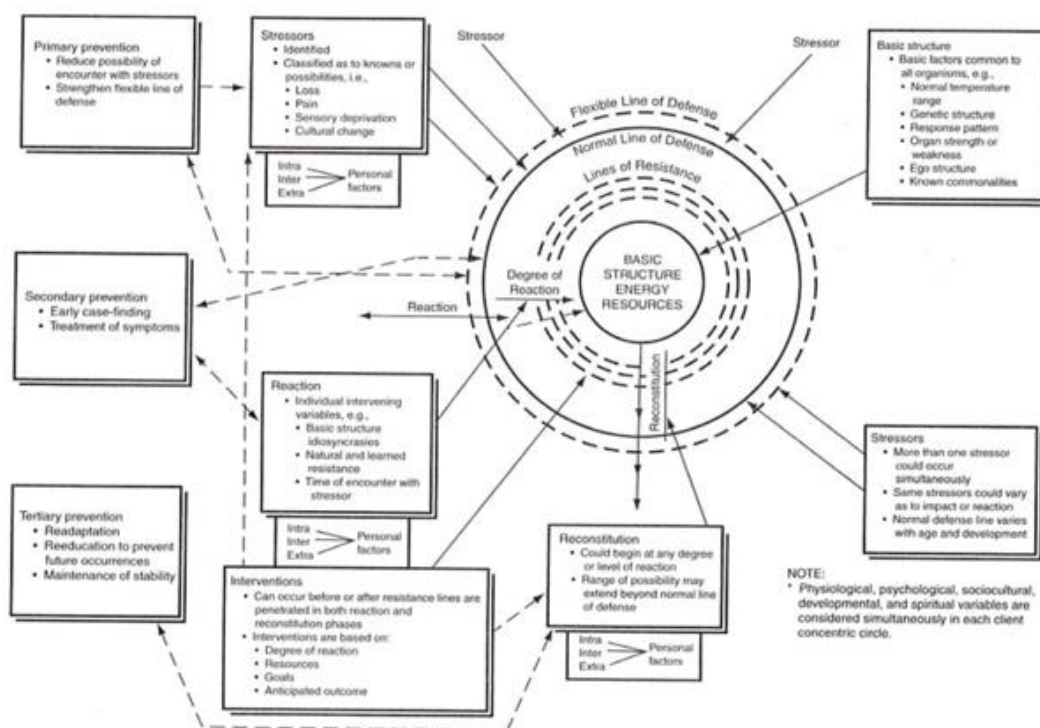 Primary prevention
• Reduce possibility of
encounter with stressors
• Strengthen flexible line of
defense
Stressors
• Identified
• Classified as to knowns or
possibilities, i.e.,
• Loss
• Pain
• Sensory deprivation
• Cultural change
Intra
Inter
Extra
Personal
factors
Stressor
Stressor
Basic structure
• Basic factors common to
all organisms, e.g.,
• Normal temperature
range
• Genetic structure
• Response pattern
• Organ strength or
weakness
• Ego structure
• Known commonalities
Flexible Line of Defense
Normal Line of Defense
Lines of Resistance
BASIC
STRUCTURE
ENERGY
RESOURCES
Degree of
Reaction
Reaction
Reconstitution
Secondary prevention
• Early case-finding
• Treatment of symptoms
Reaction
• Individual intervening
variables, e.g.,
• Basic structure
idiosyncrasies
• Natural and learned
resistance
• Time of encounter with
stressor
Intra
Inter
Extra
Personal
factors
Stressors
• More than one stressor
could occur
simultaneously
• Same stressors could vary
as to impact or reaction
• Normal defense line varies
with age and development
Tertiary prevention
• Readaptation
• Reeducation to prevent
future occurrences
• Maintenance of stability
Interventions
• Can occur before or after resistance lines are
penetrated in both reaction and
reconstitution phases
• Interventions are based on:
• Degree of reaction
• Resources
• Goals
• Anticipated outcome
Reconstitution
• Could begin at any degree
or level of reaction
• Range of possibility may
extend beyond normal line
of defense
Intra
Inter
Extra
Personal
factors
NOTE:
* Physiological, psychological, sociocultural,
developmental, and spiritual variables are
considered simultaneously in each client
concentric circle.